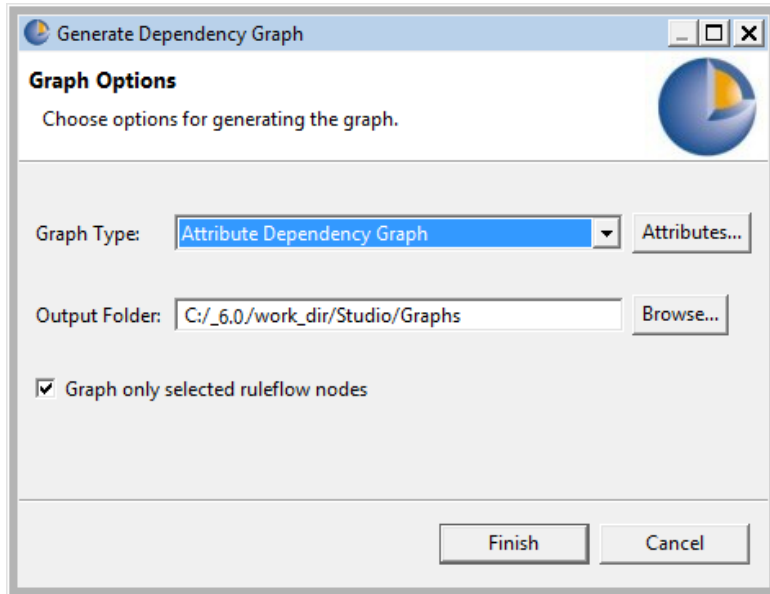 Generate Dependency Graph
Graph Options
Choose options for generating the graph.
Graph Type: Attribute Dependency Graph Attributes...
Output Folder: C:/_6.0/work_dir/Studio/Graphs Browse...
Graph only selected ruleflow nodes
Finish Cancel